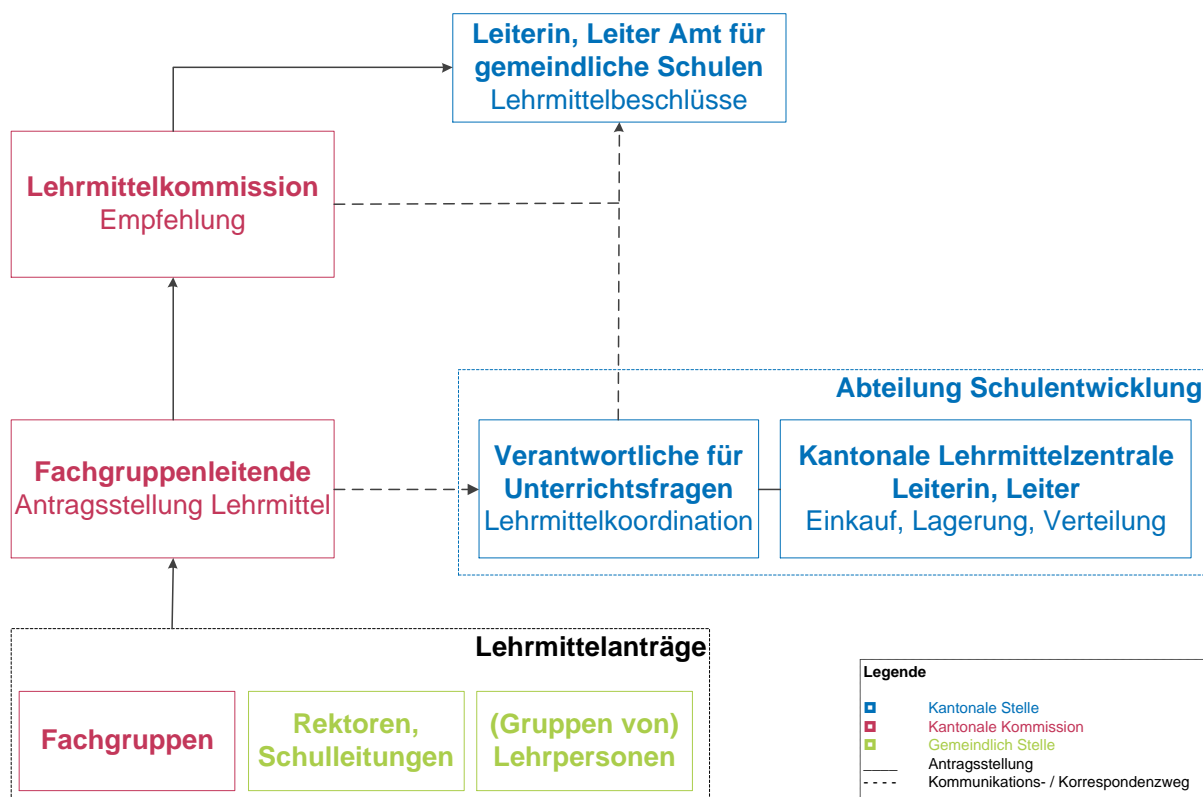 Leiterin, Leiter Amt für
gemeindliche Schulen
Lehrmittelbeschlüsse
Lehrmittelkommission
Empfehlung
Abteilung Schulentwicklung
Fachgruppenleitende
Antragsstellung Lehrmittel
Verantwortliche für
Unterrichtsfragen
Lehrmittelkoordination
Kantonale Lehrmittelzentrale
Leiterin, Leiter
Einkauf, Lagerung, Verteilung
Lehrmittelanträge
Fachgruppen
Rektoren,
Schulleitungen
(Gruppen von)
Lehrpersonen
Legende
Kantonale Stelle
Kantonale Kommission
Gemeindlich Stelle
____ Antragsstellung
- - - - Kommunikations- / Korrespondenzweg